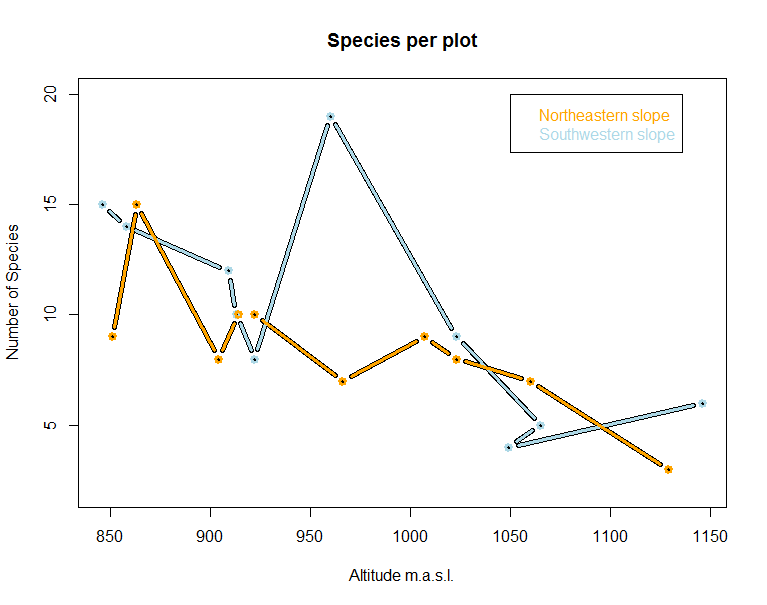 Species per plot
Northeastern slope
Southwestern slope
20
15
10
5
Number of Species
850 900 950 1000 1050 1100 1150
Altitude m.a.s.l.